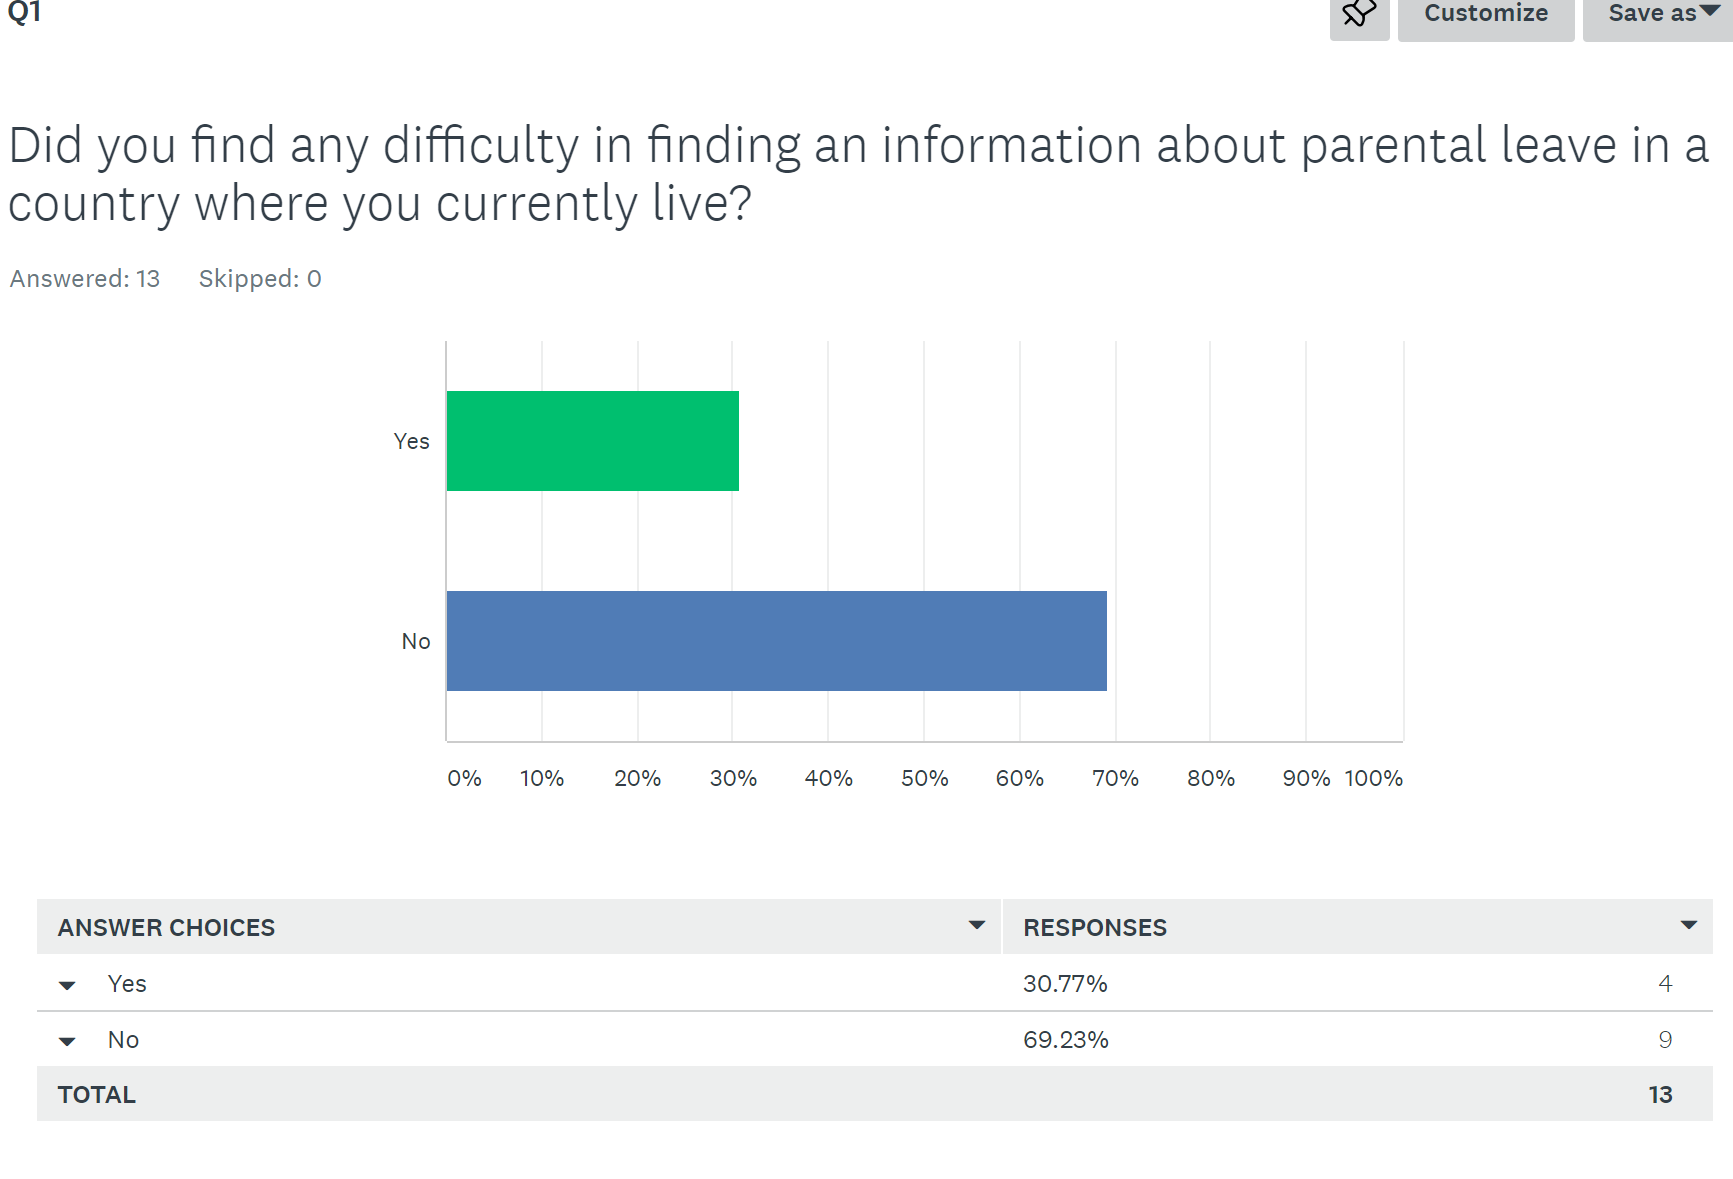 Q1
Customize
Save as
Did you find any difficulty in finding an information about parental leave in a
country where you currently live?
Answered: 13 Skipped: 0
Yes
No
0% 10% 20% 30% 40% 50% 60% 70% 80% 90% 100%
ANSWER CHOICES RESPONSES
Yes 30.77% 4
No 69.23% 9
TOTAL 13